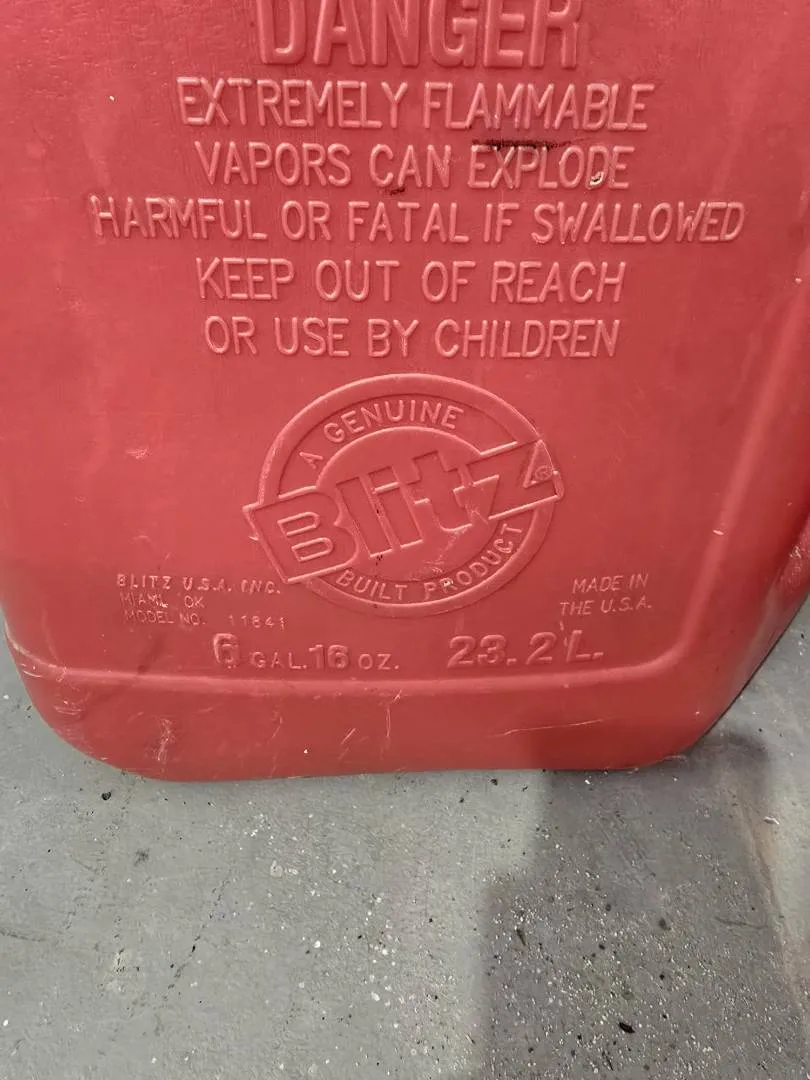 DANGER
EXTREMELY FLAMMABLE
VAPORS CAN EXPLODE
HARMFUL OR FATAL IF SWALLOWED
KEEP OUT OF REACH
OR USE BY CHILDREN
A GENUINE
Blitz®
BUILT PRODUCT
BLITZ U.S.A. INC.
MIAMI, OK
MODEL NO. 11841
MADE IN
THE U.S.A.
6 GAL. 16 OZ. 23.2 L.